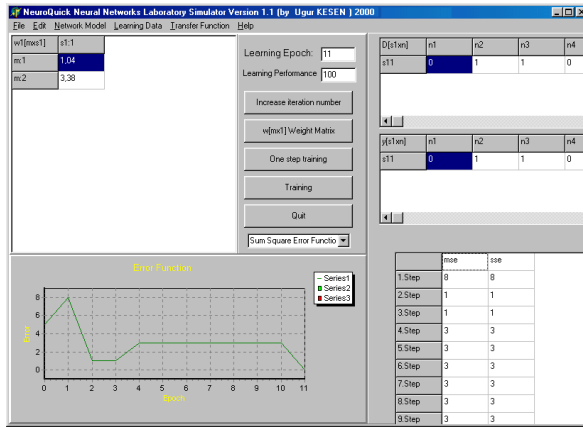 NeuroQuick Neural Networks Laboratory Simulator Version 1.1 (by Ugur KESEN ) 2000
File Edit Network Model Learning Data Transfer Function Help
w1[mxs1] s1:1
m:1 1,04
m:2 3,38
Learning Epoch: 11
Learning Performance 100
Increase iteration number
w[mx1] Weight Matrix
One step training
Training
Quit
Sum Square Error Functio
D[s1xn] n1 n2 n3 n4
s11 0 1 1 0
y[s1xn] n1 n2 n3 n4
s11 0 1 1 0
Error Function
Series1
Series2
Series3
Error
8
6
4
2
0
0 1 2 3 4 5 6 7 8 9 10 11
Epoch
mse sse
1.Step 8 8
2.Step 1 1
3.Step 1 1
4.Step 3 3
5.Step 3 3
6.Step 3 3
7.Step 3 3
8.Step 3 3
9.Step 3 3